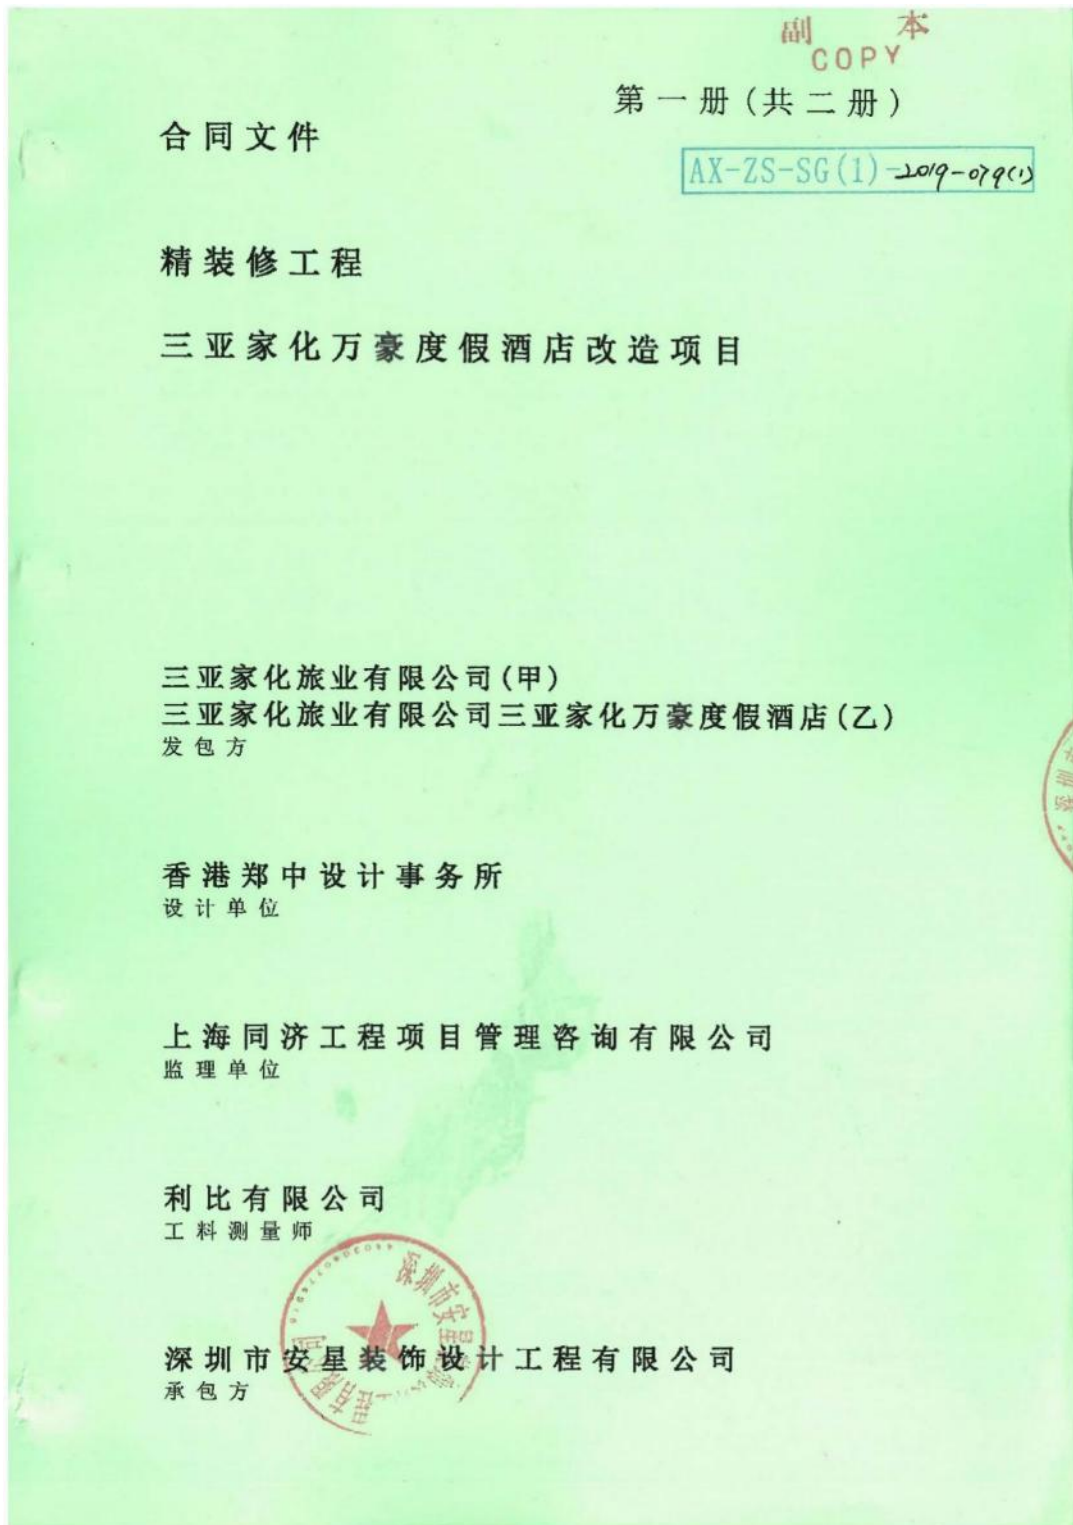 副 本
COPY
第一册(共二册)
合同文件
AX-ZS-SG(1)-2019-079(1)
精装修工程
三亚家化万豪度假酒店改造项目
三亚家化旅业有限公司(甲)
三亚家化旅业有限公司三亚家化万豪度假酒店(乙)
发包方
香港郑中设计事务所
设计单位
上海同济工程项目管理咨询有限公司
监理单位
利比有限公司
工料测量师
深圳市安星装饰设计工程有限公司
承包方